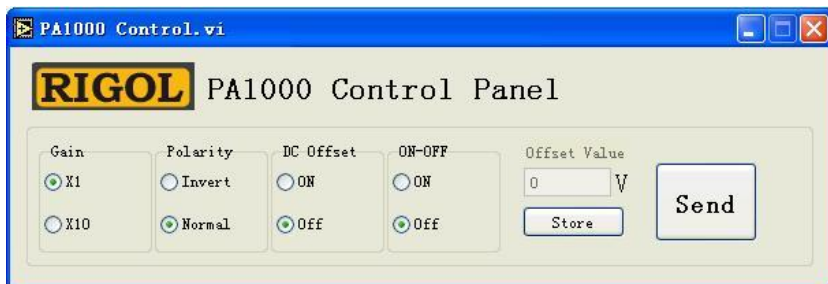 PA1000 Control.vi
RIGOL PA1000 Control Panel
Gain Polarity DC Offset ON-OFF Offset Value
X1 Invert ON ON 0 V
X10 Normal Off Off Store Send